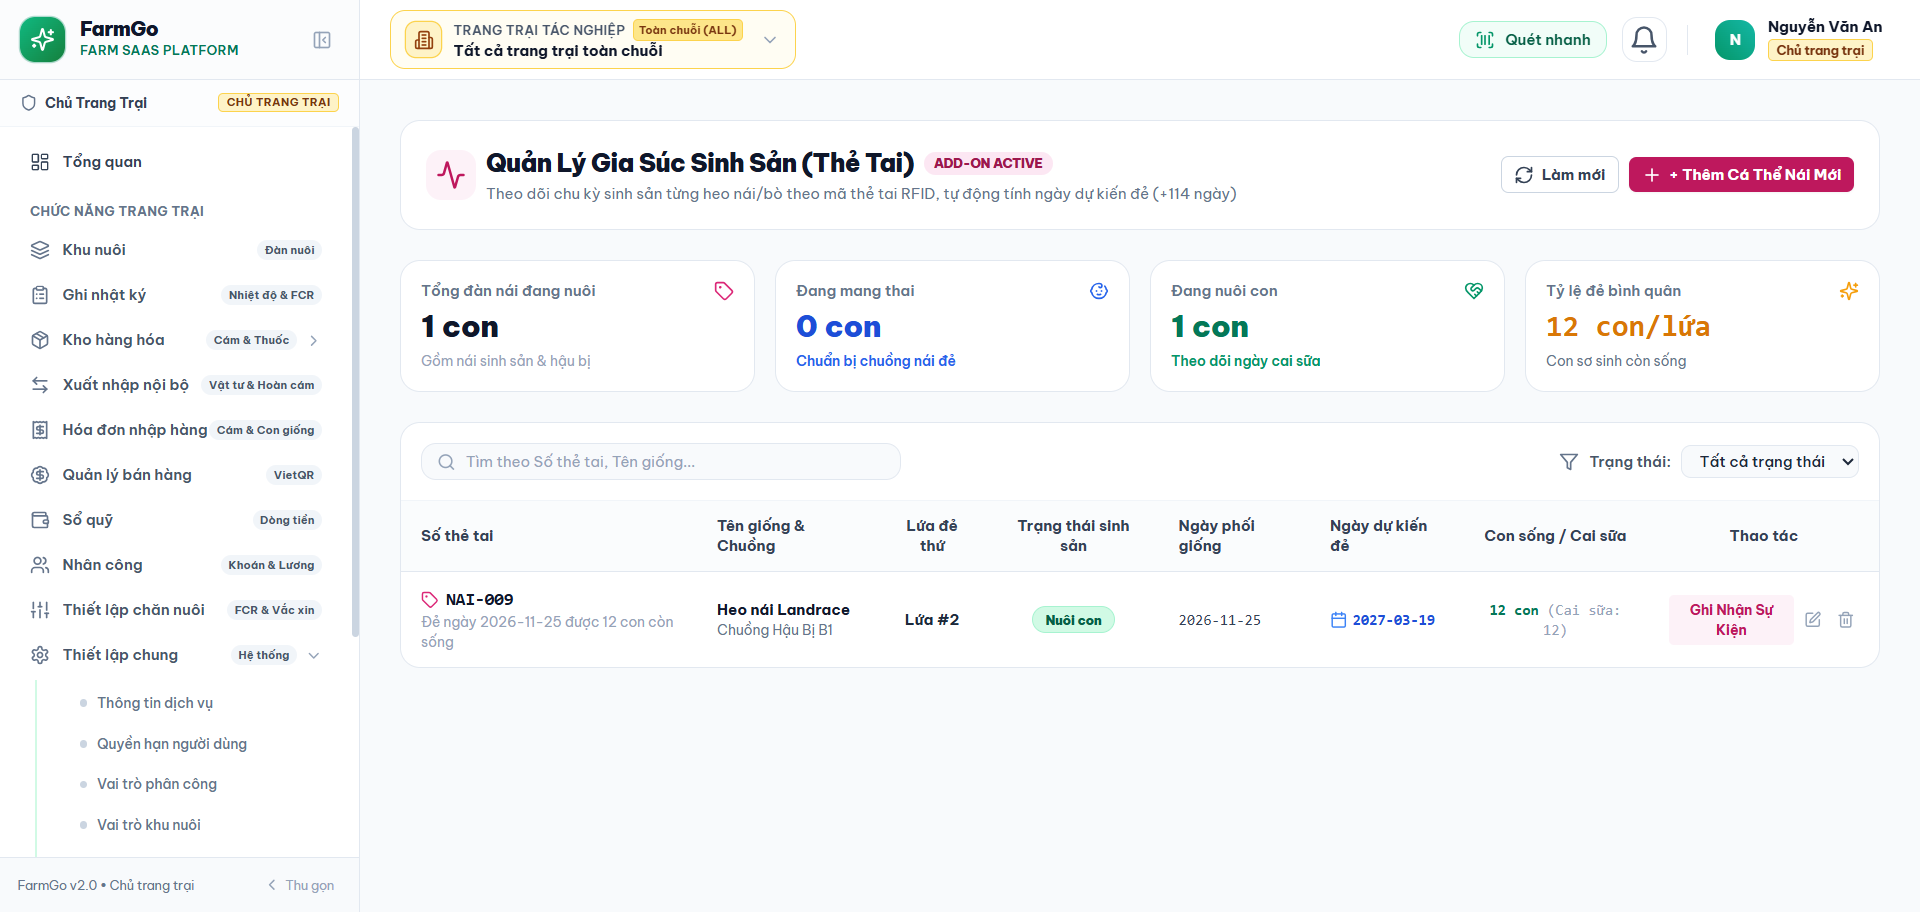 FarmGo
FARM SAAS PLATFORM
Chủ Trang Trại
CHỦ TRANG TRẠI
Tổng quan
CHỨC NĂNG TRANG TRẠI
Khu nuôi
Đàn nuôi
Ghi nhật ký
Nhiệt độ & FCR
Kho hàng hóa
Cám & Thuốc
Xuất nhập nội bộ
Vật tư & Hoàn cám
Hóa đơn nhập hàng
Cám & Con giống
Quản lý bán hàng
VietQR
Sổ quỹ
Dòng tiền
Nhân công
Khoán & Lương
Thiết lập chăn nuôi
FCR & Vắc xin
Thiết lập chung
Hệ thống
Thông tin dịch vụ
Quyền hạn người dùng
Vai trò phân công
Vai trò khu nuôi
FarmGo v2.0 • Chủ trang trại
Thu gọn
TRANG TRẠI TÁC NGHIỆP
Toàn chuỗi (ALL)
Tất cả trang trại toàn chuỗi
Quét nhanh
N
Nguyễn Văn An
Chủ trang trại
Quản Lý Gia Súc Sinh Sản (Thẻ Tai)
ADD-ON ACTIVE
Theo dõi chu kỳ sinh sản từng heo nái/bò theo mã thẻ tai RFID, tự động tính ngày dự kiến đẻ (+114 ngày)
Làm mới
+ Thêm Cá Thể Nái Mới
Tổng đàn nái đang nuôi
1 con
Gồm nái sinh sản & hậu bị
Đang mang thai
0 con
Chuẩn bị chuồng nái đẻ
Đang nuôi con
1 con
Theo dõi ngày cai sữa
Tỷ lệ đẻ bình quân
12 con/lứa
Con sơ sinh còn sống
Tìm theo Số thẻ tai, Tên giống...
Trạng thái:
Tất cả trạng thái
Số thẻ tai
Tên giống &
Chuồng
Lứa đẻ
thứ
Trạng thái sinh
sản
Ngày phối
giống
Ngày dự kiến
đẻ
Con sống / Cai sữa
Thao tác
NAI-009
Đẻ ngày 2026-11-25 được 12 con còn
sống
Heo nái Landrace
Chuồng Hậu Bị B1
Lứa #2
Nuôi con
2026-11-25
2027-03-19
12 con (Cai sữa:
12)
Ghi Nhận Sự
Kiện